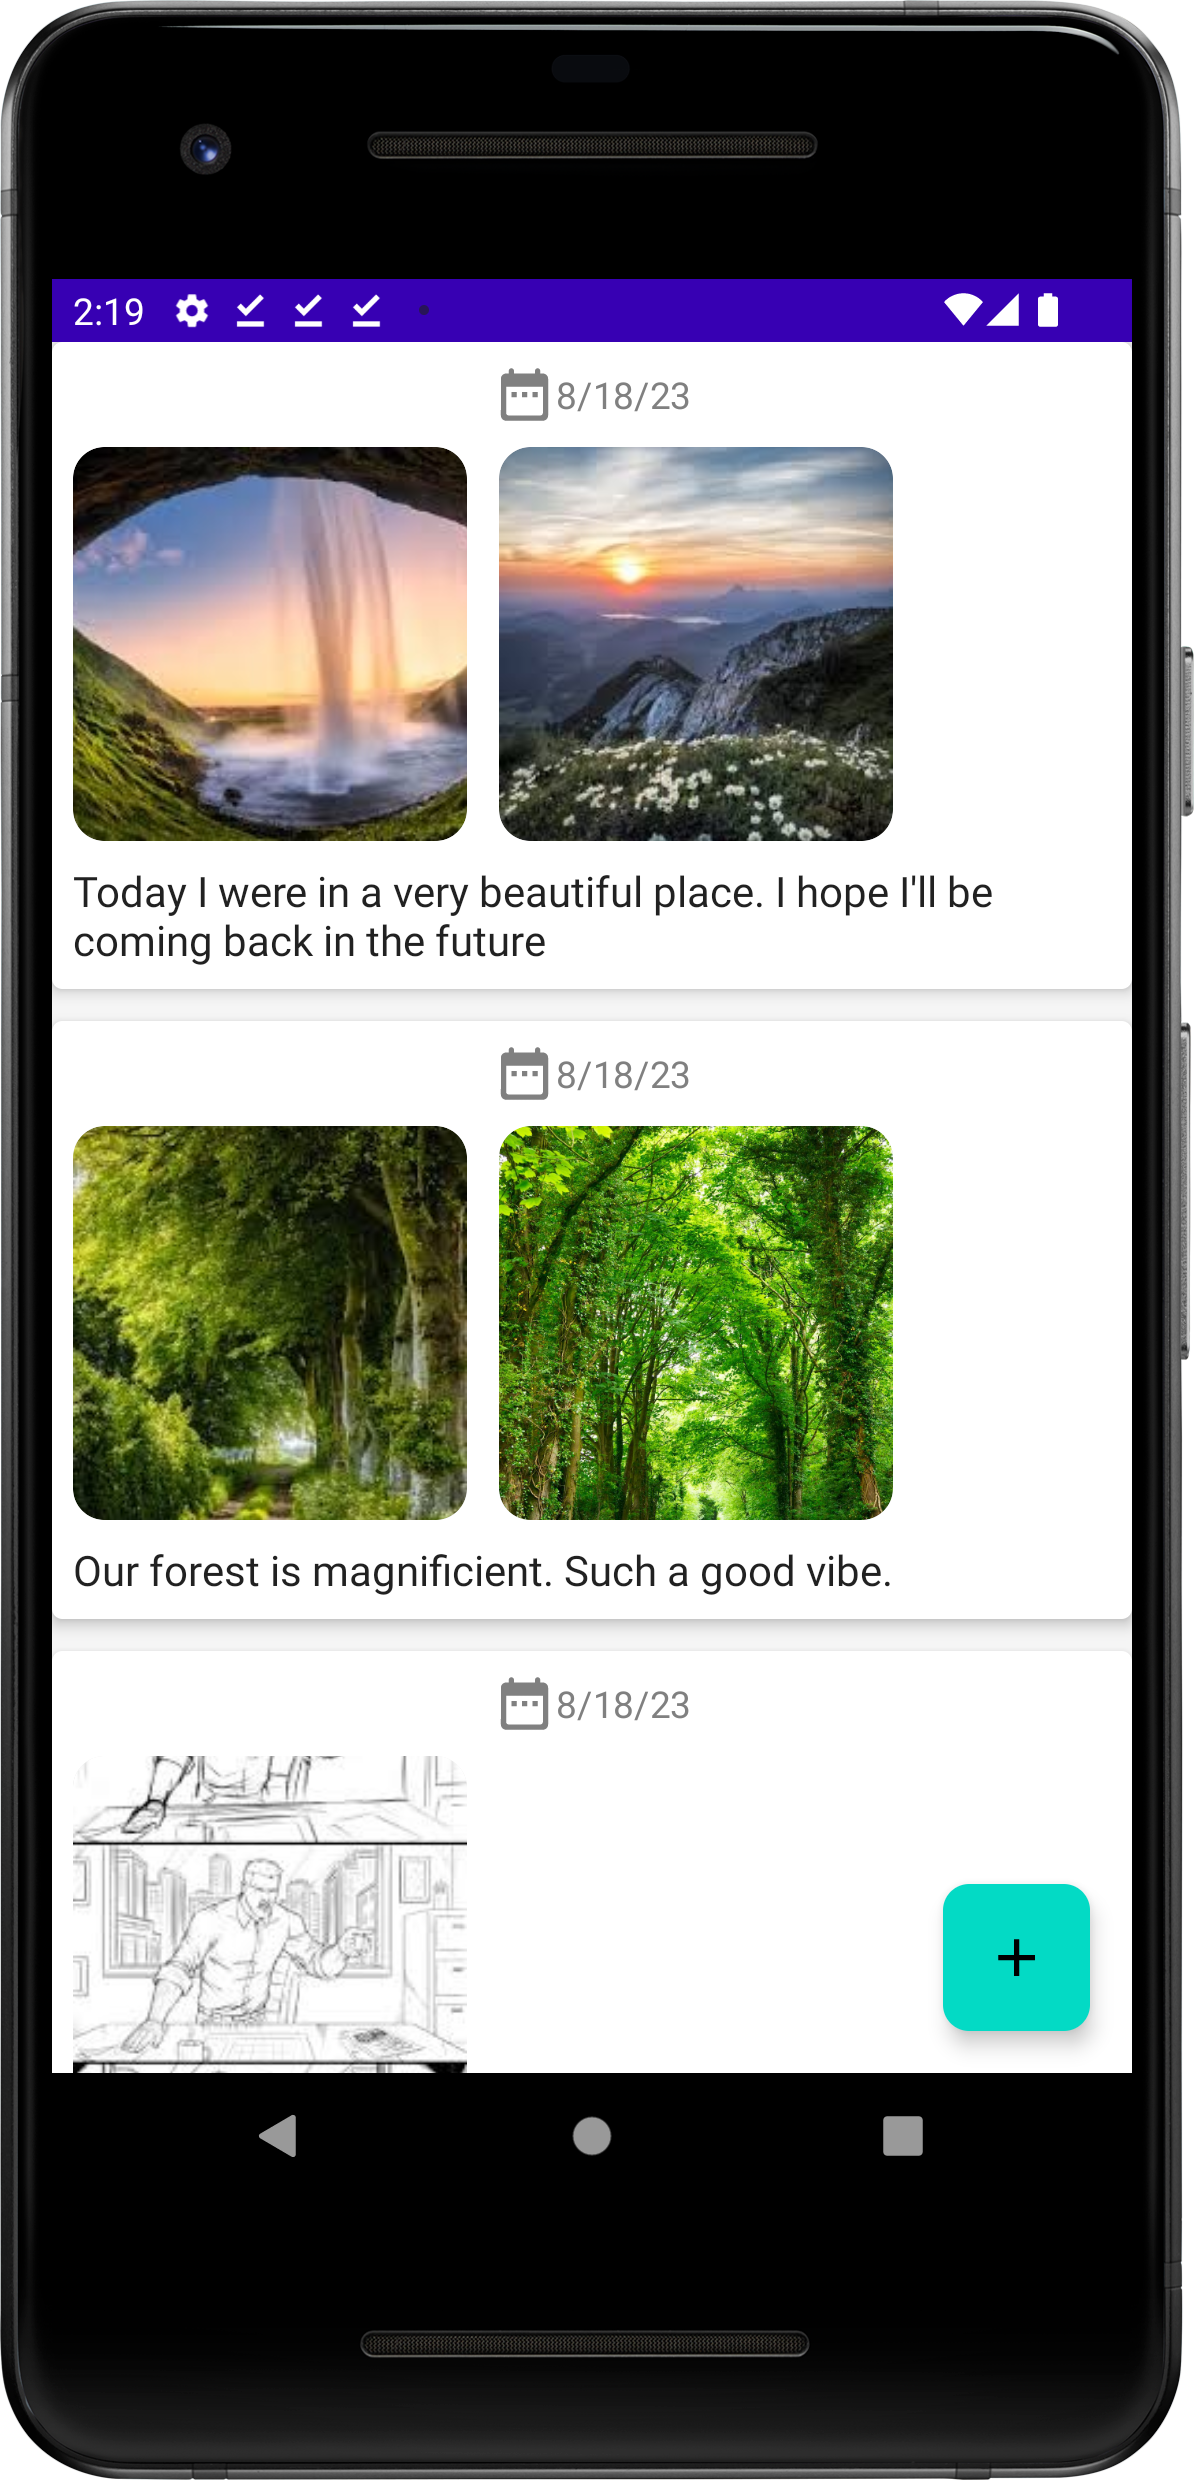 2:19
8/18/23
Today I were in a very beautiful place. I hope I'll be
coming back in the future
8/18/23
Our forest is magnificient. Such a good vibe.
8/18/23